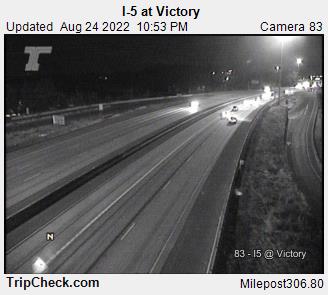 I-5 at Victory
Updated Aug 24 2022 10:53 PM Camera 83
T
N
83 - I5 @ Victory
TripCheck.com Milepost306.80